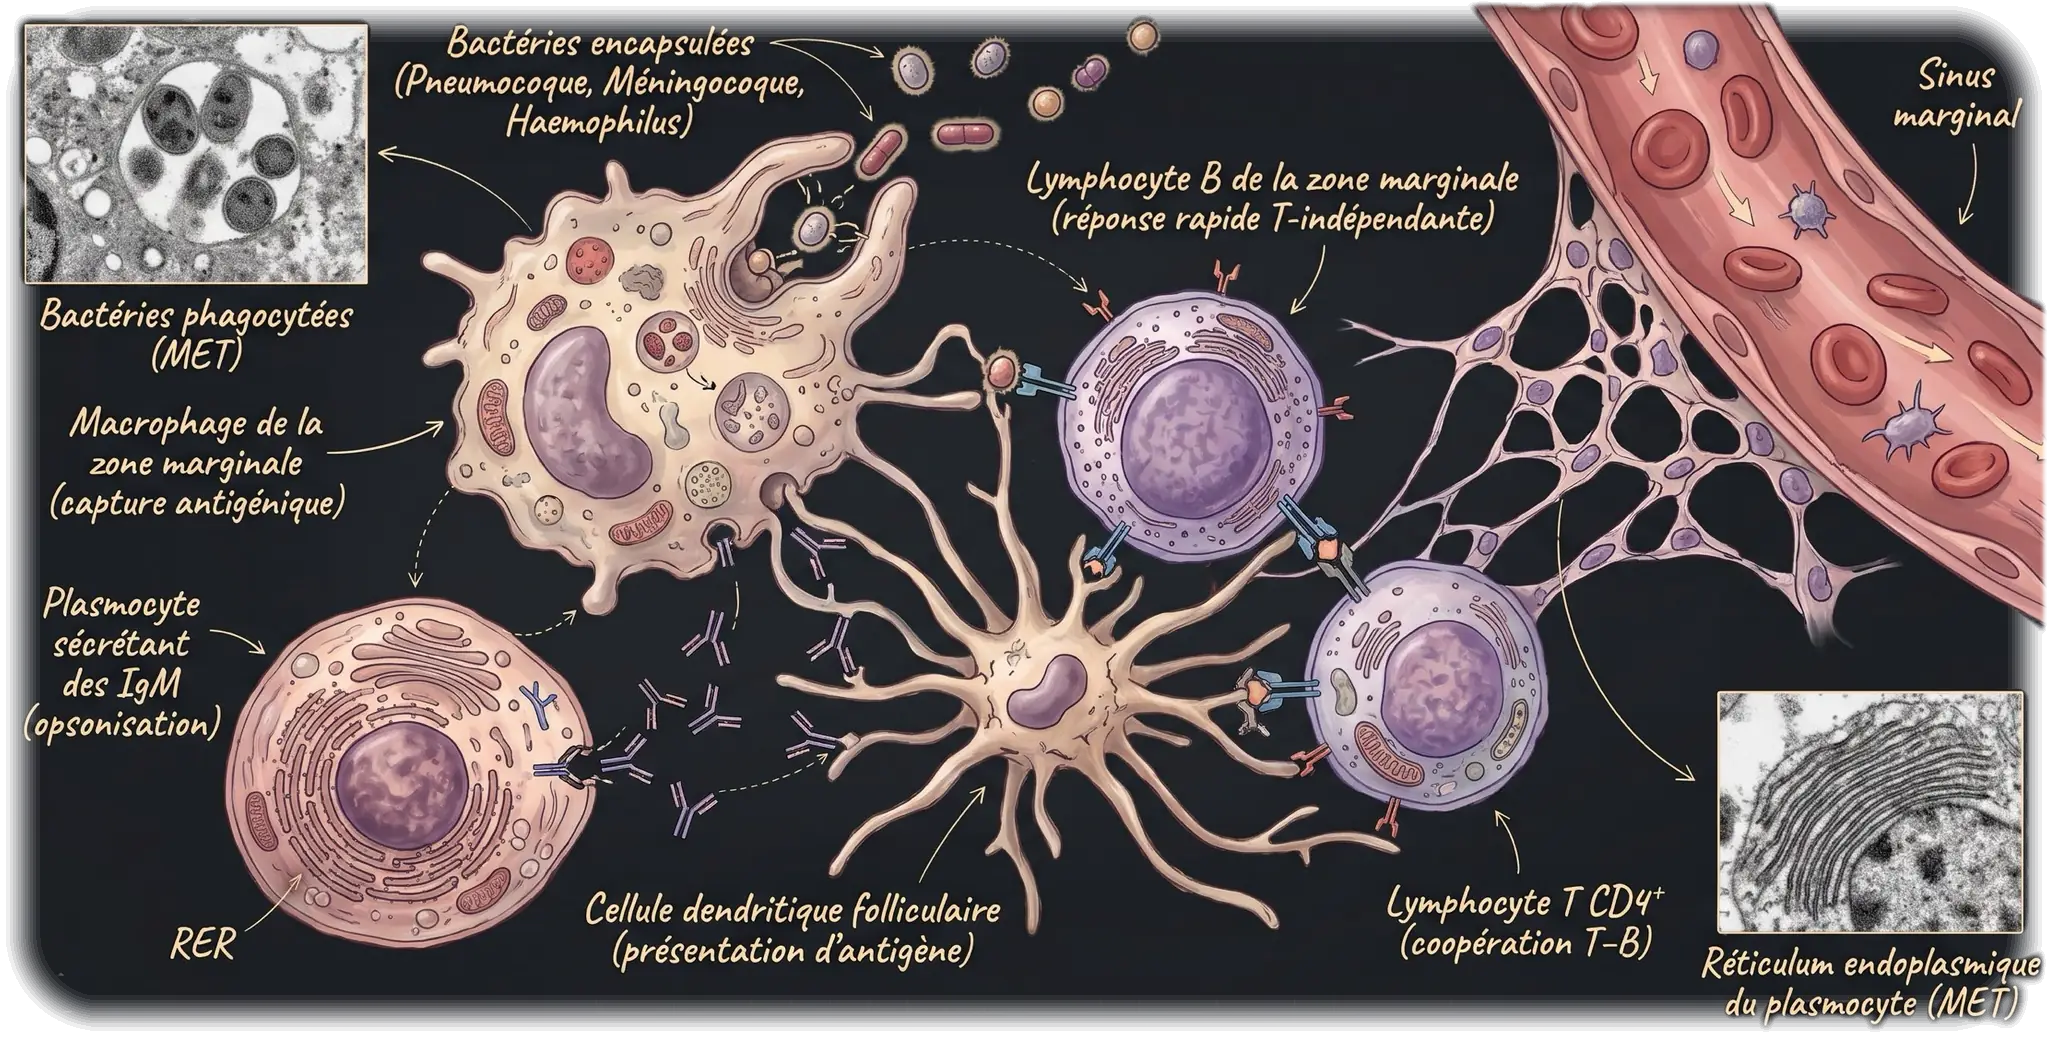 Bactéries encapsulées
(Pneumocoque, Méningocoque,
Haemophilus)
Sinus
marginal
Lymphocyte B de la zone marginale
(réponse rapide T-indépendante)
Bactéries phagocytées
(MET)
Macrophage de la
zone marginale
(capture antigénique)
Plasmocyte
sécrétant
des IgM
(opsonisation)
RER
Cellule dendritique folliculaire
(présentation d'antigène)
Lymphocyte T CD4⁺
(coopération T-B)
Réticulum endoplasmique
du plasmocyte (MET)